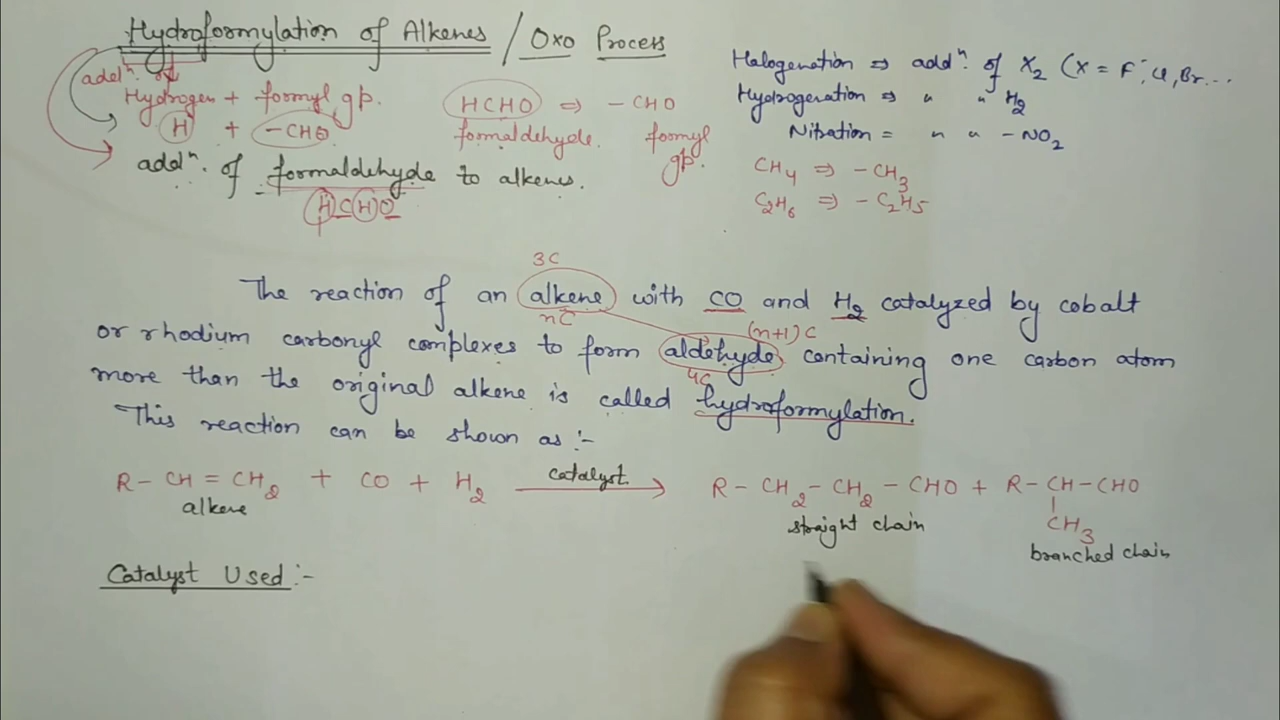 Hydroformylation of Alkenes / Oxo Process
addⁿ. of
Hydrogen + formyl gp.
H + -CHO
addⁿ. of formaldehyde to alkenes.
HCHO
HCHO ⇒ -CHO
formaldehyde. formyl gp.
Halogenation ⇒ addⁿ. of X₂ (X = F, Cl, Br...
Hydrogenation ⇒ " " H₂
Nitration = " " -NO₂
CH₄ ⇒ -CH₃
C₂H₆ ⇒ -C₂H₅
3C
The reaction of an alkene with CO and H₂ catalyzed by cobalt
nC (n+1)C
or rhodium carbonyl complexes to form aldehyde containing one carbon atom
4C
more than the original alkene is called hydroformylation.
This reaction can be shown as :-
R - CH = CH₂ + CO + H₂ catalyst. → R - CH₂ - CH₂ - CHO + R - CH - CHO
alkene straight chain CH₃
branched chain
Catalyst Used :-